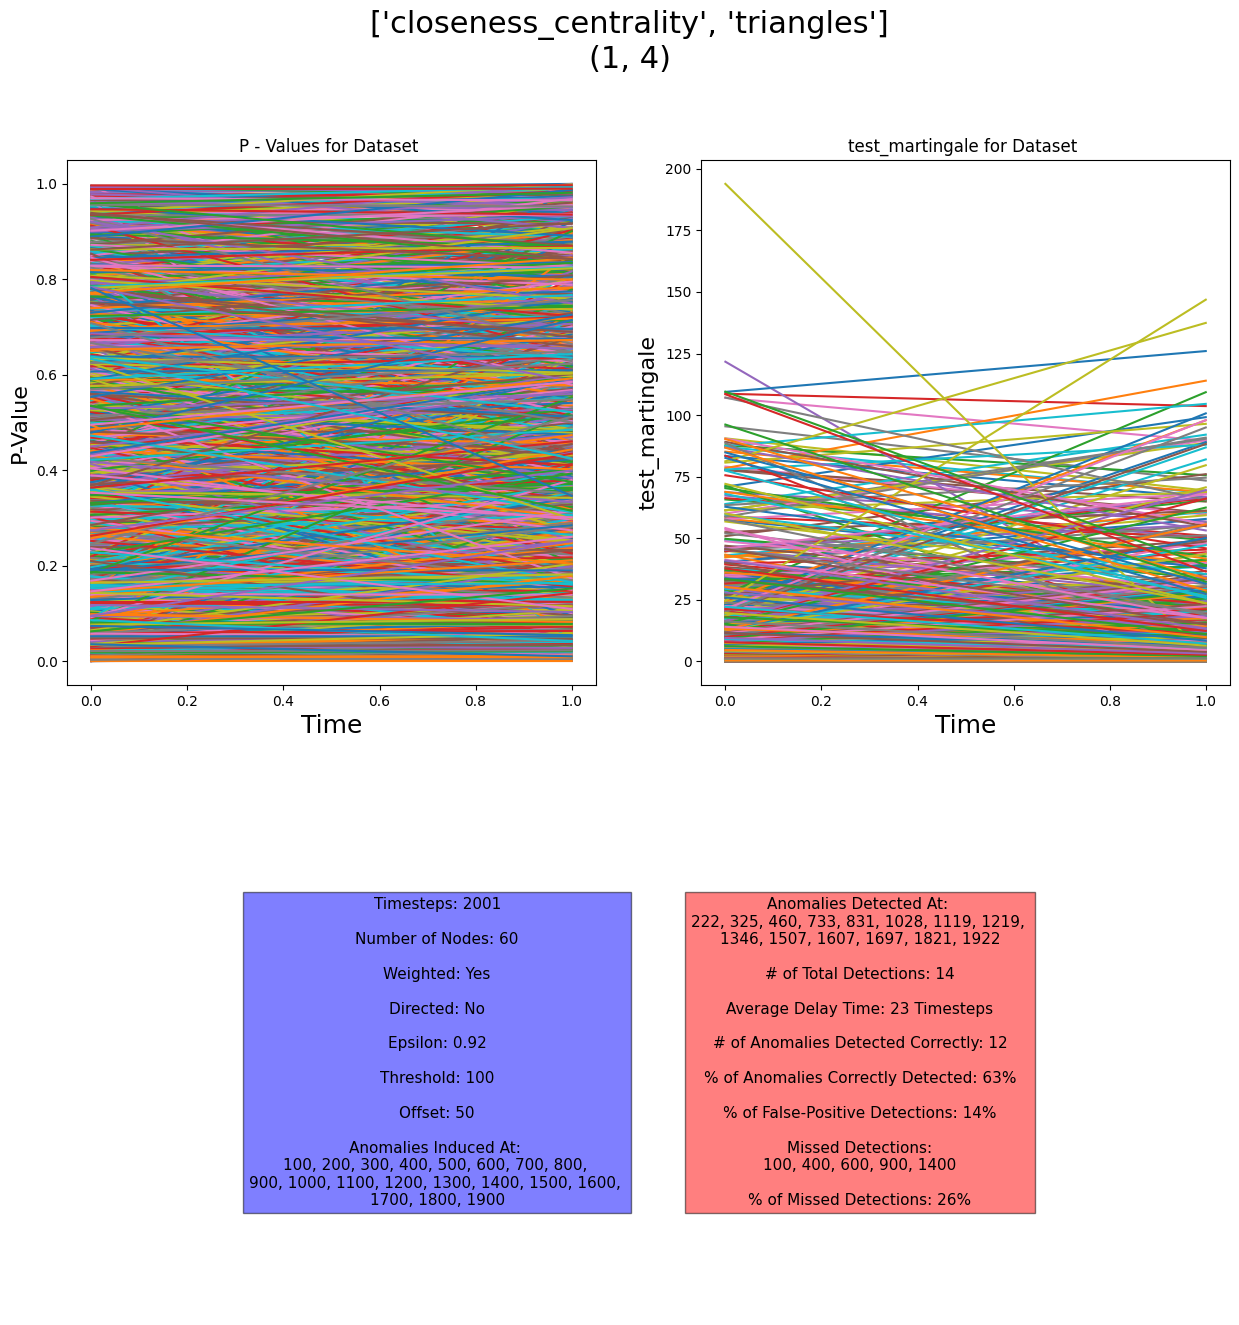 ['closeness_centrality', 'triangles']
(1, 4)
P - Values for Dataset
1.0
0.8
0.6
0.4
0.2
0.0
P-Value
0.0 0.2 0.4 0.6 0.8 1.0
Time
test_martingale for Dataset
200
175
150
125
100
75
50
25
0
test_martingale
0.0 0.2 0.4 0.6 0.8 1.0
Time
Timesteps: 2001
Number of Nodes: 60
Weighted: Yes
Directed: No
Epsilon: 0.92
Threshold: 100
Offset: 50
Anomalies Induced At:
100, 200, 300, 400, 500, 600, 700, 800,
900, 1000, 1100, 1200, 1300, 1400, 1500, 1600,
1700, 1800, 1900
Anomalies Detected At:
222, 325, 460, 733, 831, 1028, 1119, 1219,
1346, 1507, 1607, 1697, 1821, 1922
# of Total Detections: 14
Average Delay Time: 23 Timesteps
# of Anomalies Detected Correctly: 12
% of Anomalies Correctly Detected: 63%
% of False-Positive Detections: 14%
Missed Detections:
100, 400, 600, 900, 1400
% of Missed Detections: 26%